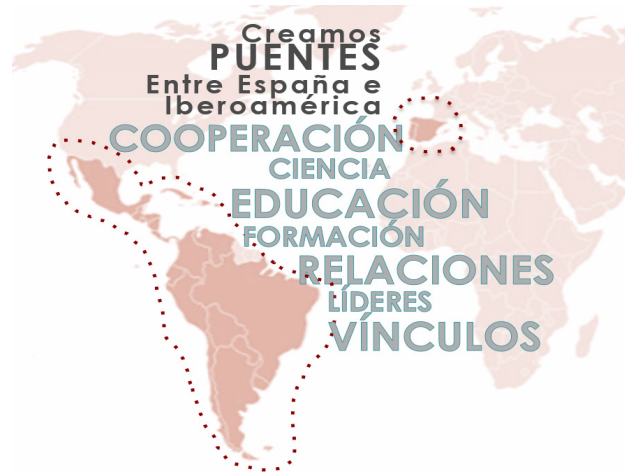 Creamos
PUENTES
Entre España e
Iberoamérica
COOPERACIÓN
CIENCIA
EDUCACIÓN
FORMACIÓN
RELACIONES
LÍDERES
VÍNCULOS